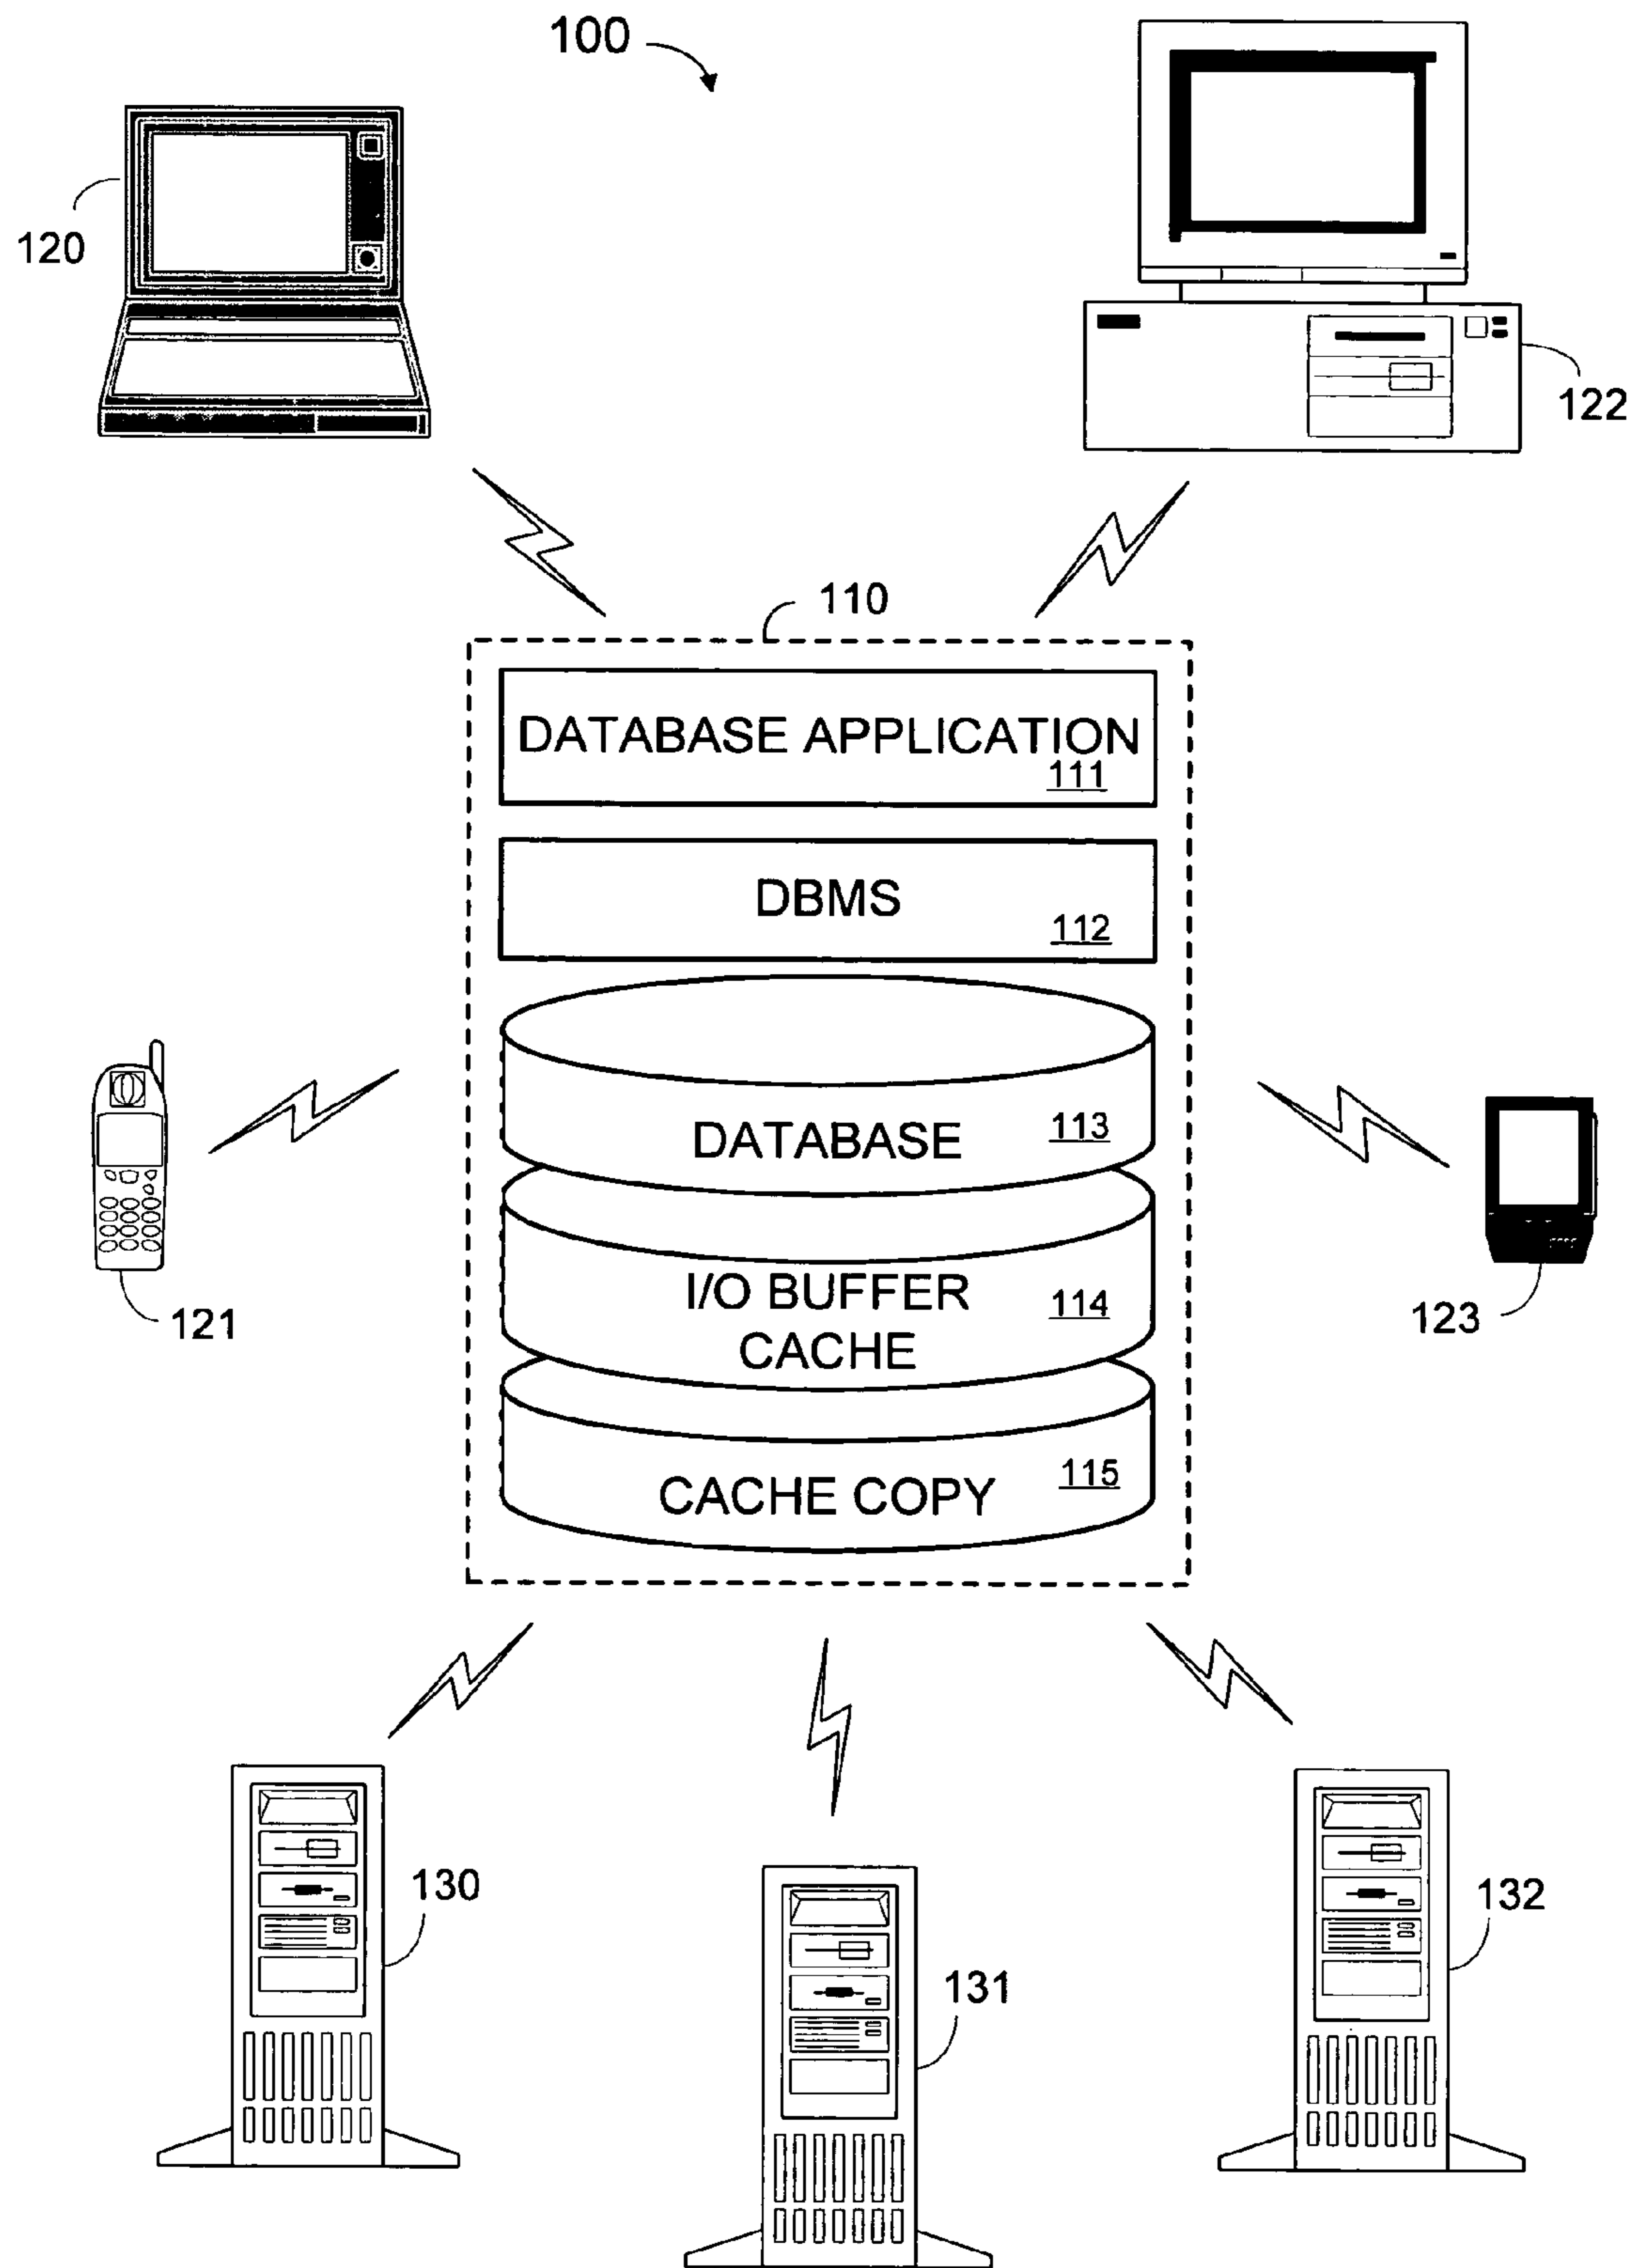 100
120
122
110
DATABASE APPLICATION
111
DBMS
112
DATABASE
113
I/O BUFFER
CACHE
114
CACHE COPY
115
121
123
130
131
132